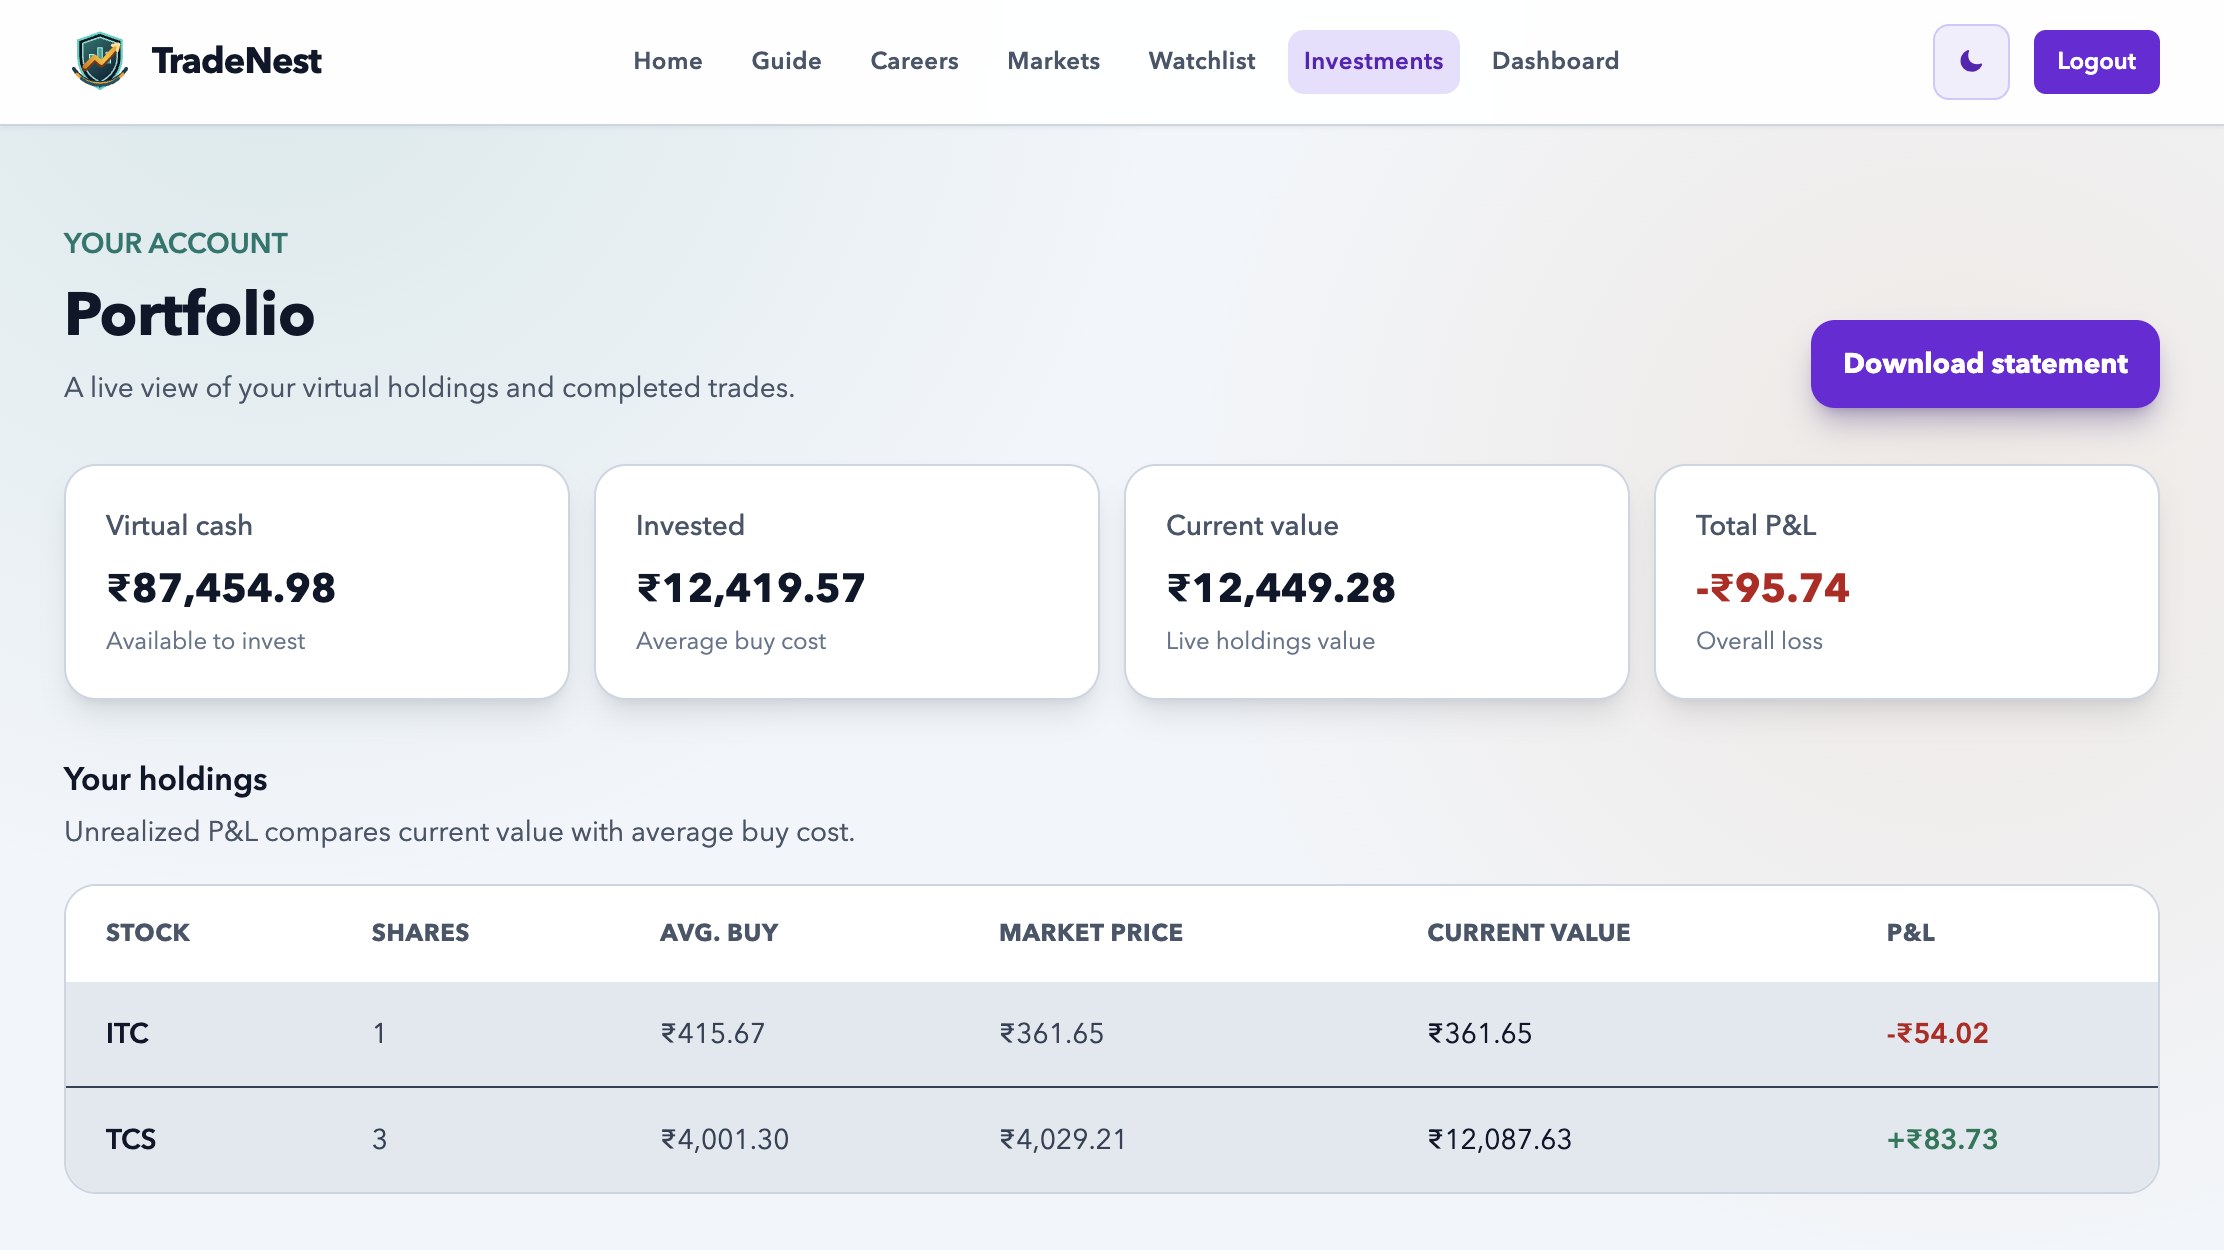 TradeNest
Home Guide Careers Markets Watchlist Investments Dashboard
Logout
YOUR ACCOUNT
Portfolio
A live view of your virtual holdings and completed trades.
Download statement
Virtual cash
₹87,454.98
Available to invest
Invested
₹12,419.57
Average buy cost
Current value
₹12,449.28
Live holdings value
Total P&L
-₹95.74
Overall loss
Your holdings
Unrealized P&L compares current value with average buy cost.
STOCK SHARES AVG. BUY MARKET PRICE CURRENT VALUE P&L
ITC 1 ₹415.67 ₹361.65 ₹361.65 -₹54.02
TCS 3 ₹4,001.30 ₹4,029.21 ₹12,087.63 +₹83.73